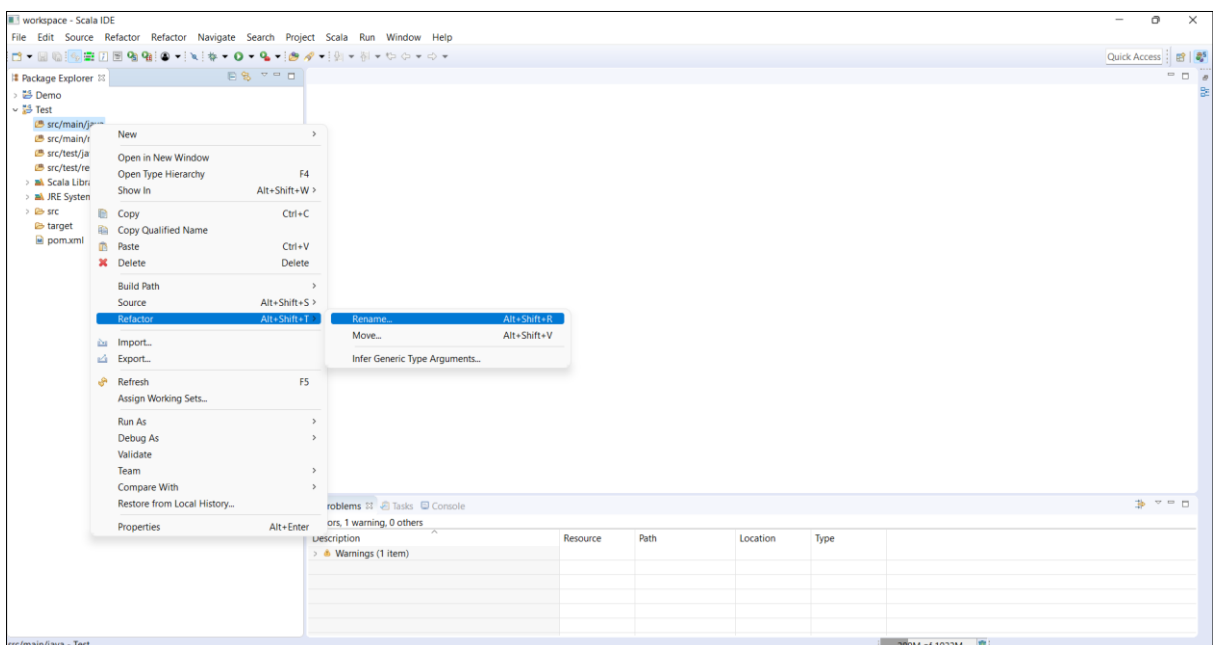 workspace - Scala IDE
File Edit Source Refactor Refactor Navigate Search Project Scala Run Window Help
Quick Access
Package Explorer
Demo
Test
src/main/java
src/main/r
src/test/ja
src/test/re
Scala Libra
JRE System
src
target
pom.xml
New
Open in New Window
Open Type Hierarchy F4
Show In Alt+Shift+W
Copy Ctrl+C
Copy Qualified Name
Paste Ctrl+V
Delete Delete
Build Path
Source Alt+Shift+S
Refactor Alt+Shift+T
Import...
Export...
Refresh F5
Assign Working Sets...
Run As
Debug As
Validate
Team
Compare With
Restore from Local History...
Properties Alt+Enter
Rename... Alt+Shift+R
Move... Alt+Shift+V
Infer Generic Type Arguments...
roblems Tasks Console
ors, 1 warning, 0 others
Description Resource Path Location Type
Warnings (1 item)
src/main/java - Test